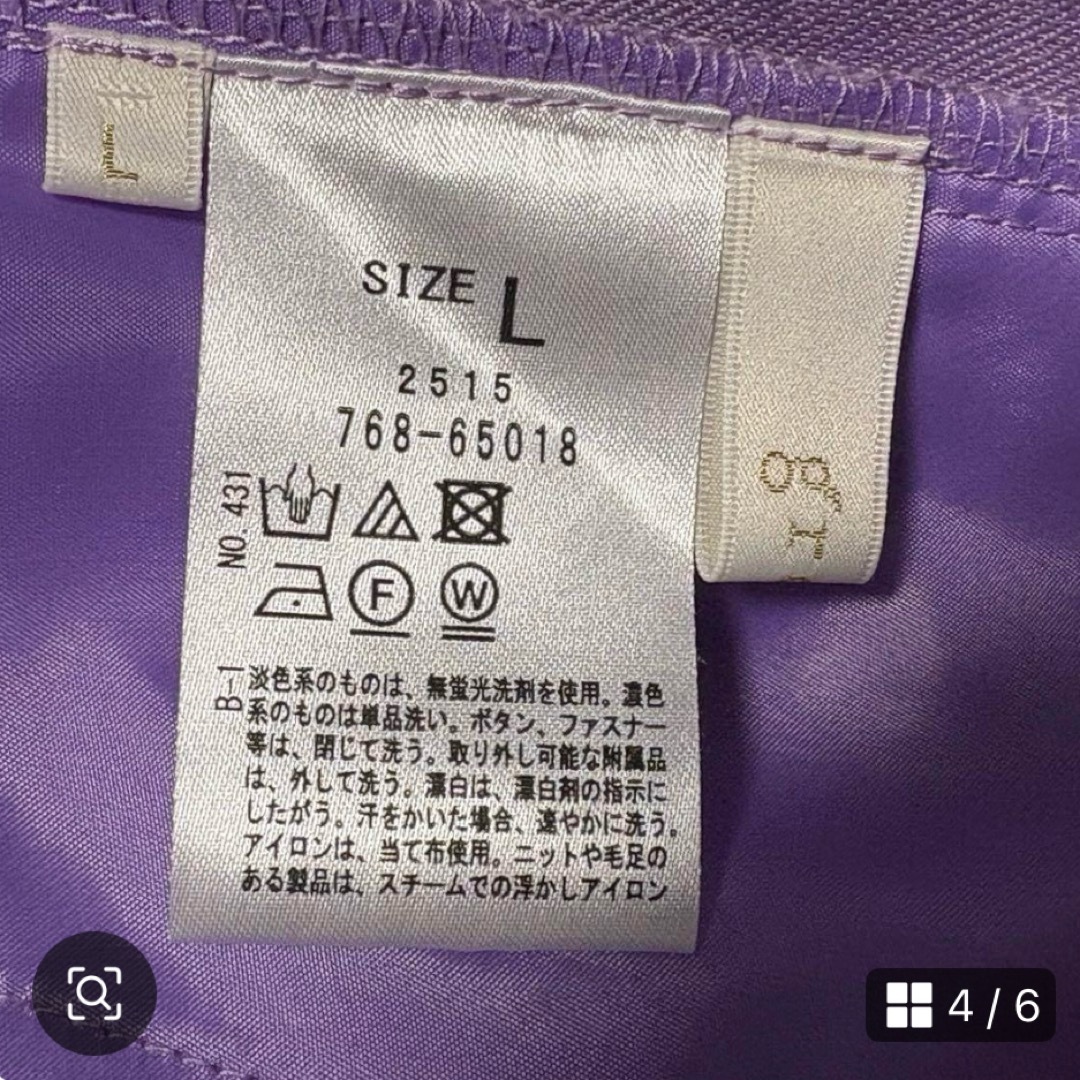 SIZE L
2515
768-65018
NO. 431
F W
B-1
淡色系のものは、無蛍光洗剤を使用。濃色
系のものは単品洗い。ボタン、ファスナー
等は、閉じて洗う。取り外し可能な附属品
は、外して洗う。漂白は、漂白剤の指示に
したがう。汗をかいた場合、速やかに洗う。
アイロンは、当て布使用。ニットや毛足の
ある製品は、スチームでの浮かしアイロン
gr
4 / 6